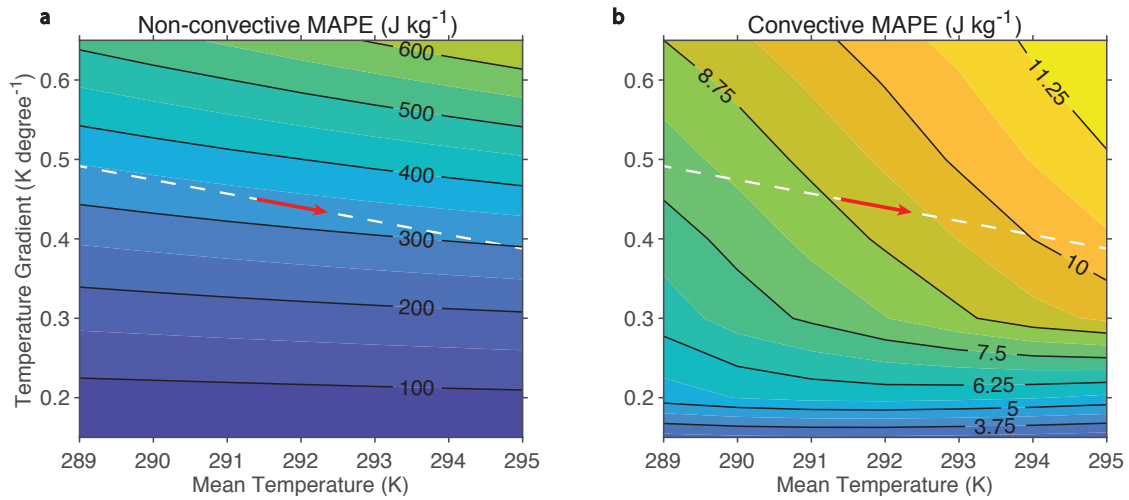 a
Non-convective MAPE (J kg⁻¹)
Temperature Gradient (K degree⁻¹)
0.6
0.5
0.4
0.3
0.2
600
500
400
300
200
100
289 290 291 292 293 294 295
Mean Temperature (K)
b
Convective MAPE (J kg⁻¹)
0.6
0.5
0.4
0.3
0.2
8.75
11.25
10
7.5
6.25
5
3.75
289 290 291 292 293 294 295
Mean Temperature (K)